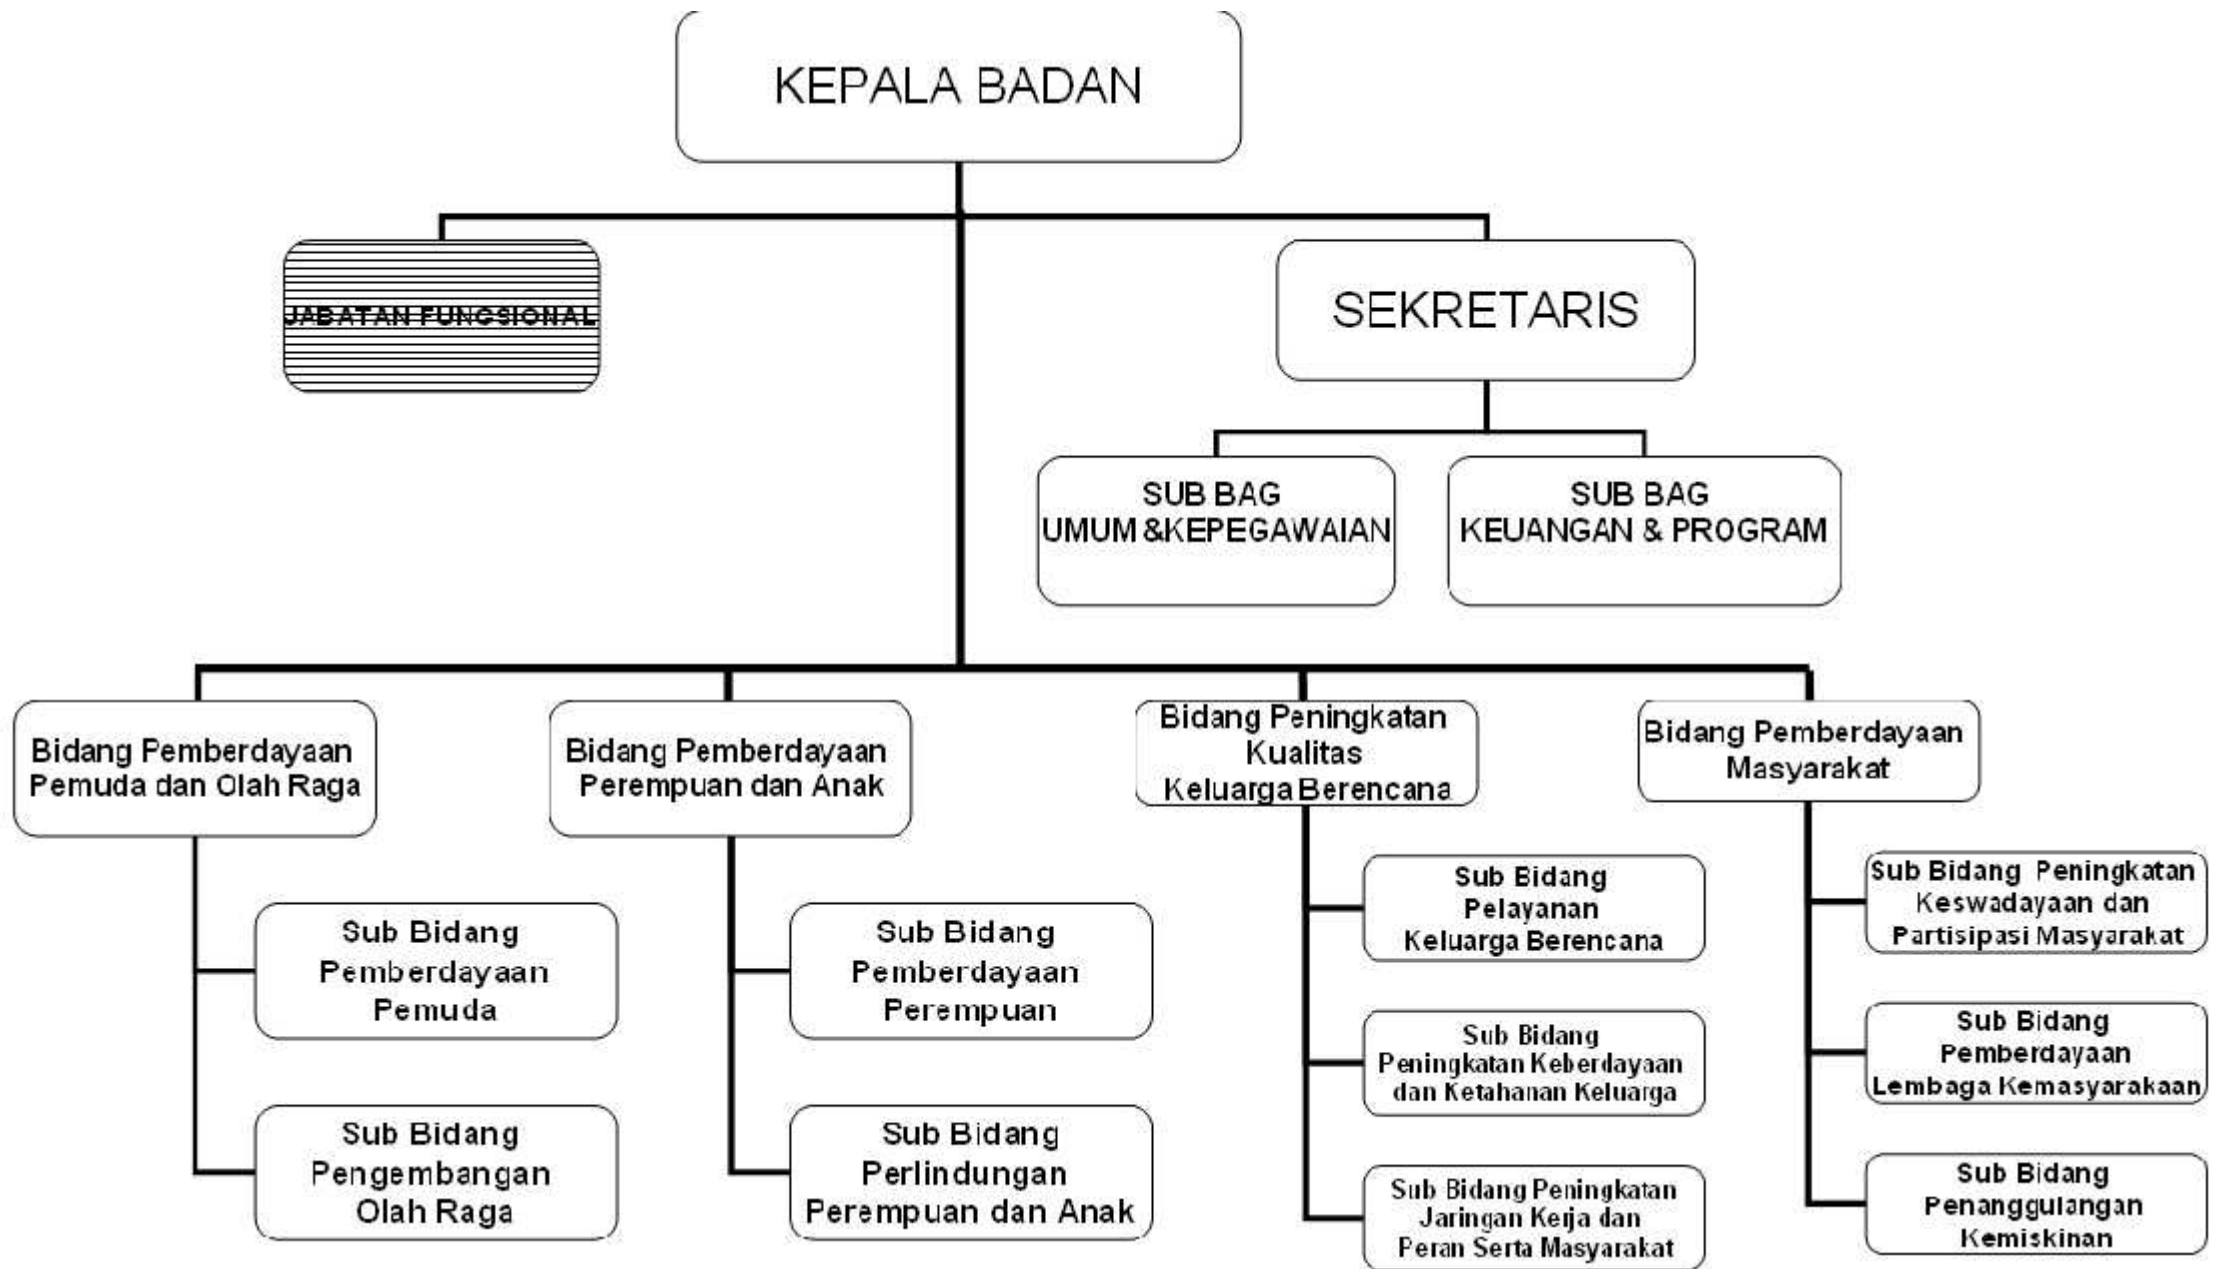 KEPALA BADAN
JABATAN FUNGSIONAL
SEKRETARIS
SUB BAG
UMUM &KEPEGAWAIAN
SUB BAG
KEUANGAN & PROGRAM
Bidang Pemberdayaan
Pemuda dan Olah Raga
Bidang Pemberdayaan
Perempuan dan Anak
Bidang Peningkatan
Kualitas
Keluarga Berencana
Bidang Pemberdayaan
Masyarakat
Sub Bidang
Pemberdayaan
Pemuda
Sub Bidang
Pengembangan
Olah Raga
Sub Bidang
Pemberdayaan
Perempuan
Sub Bidang
Perlindungan
Perempuan dan Anak
Sub Bidang
Pelayanan
Keluarga Berencana
Sub Bidang
Peningkatan Keberdayaan
dan Ketahanan Keluarga
Sub Bidang Peningkatan
Jaringan Kerja dan
Peran Serta Masyarakat
Sub Bidang Peningkatan
Keswadayaan dan
Partisipasi Masyarakat
Sub Bidang
Pemberdayaan
Lembaga Kemasyarakaan
Sub Bidang
Penanggulangan
Kemiskinan